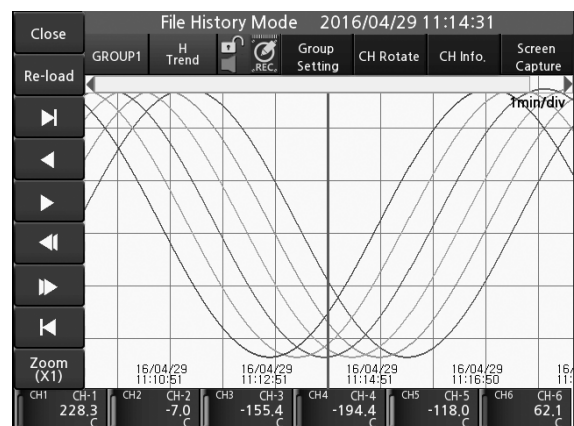 Close
File History Mode 2016/04/29 11:14:31
GROUP1
H
Trend
REC
Group
Setting
CH Rotate
CH Info.
Screen
Capture
Re-load
1min/div
Zoom
(X1)
16/04/29
11:10:51
16/04/29
11:12:51
16/04/29
11:14:51
16/04/29
11:16:50
11:
CH1 CH-1
228.3
C
CH2 CH-2
-7.0
C
CH3 CH-3
-155.4
C
CH4 CH-4
-194.4
C
CH5 CH-5
-118.0
C
CH6 CH-6
62.1
C